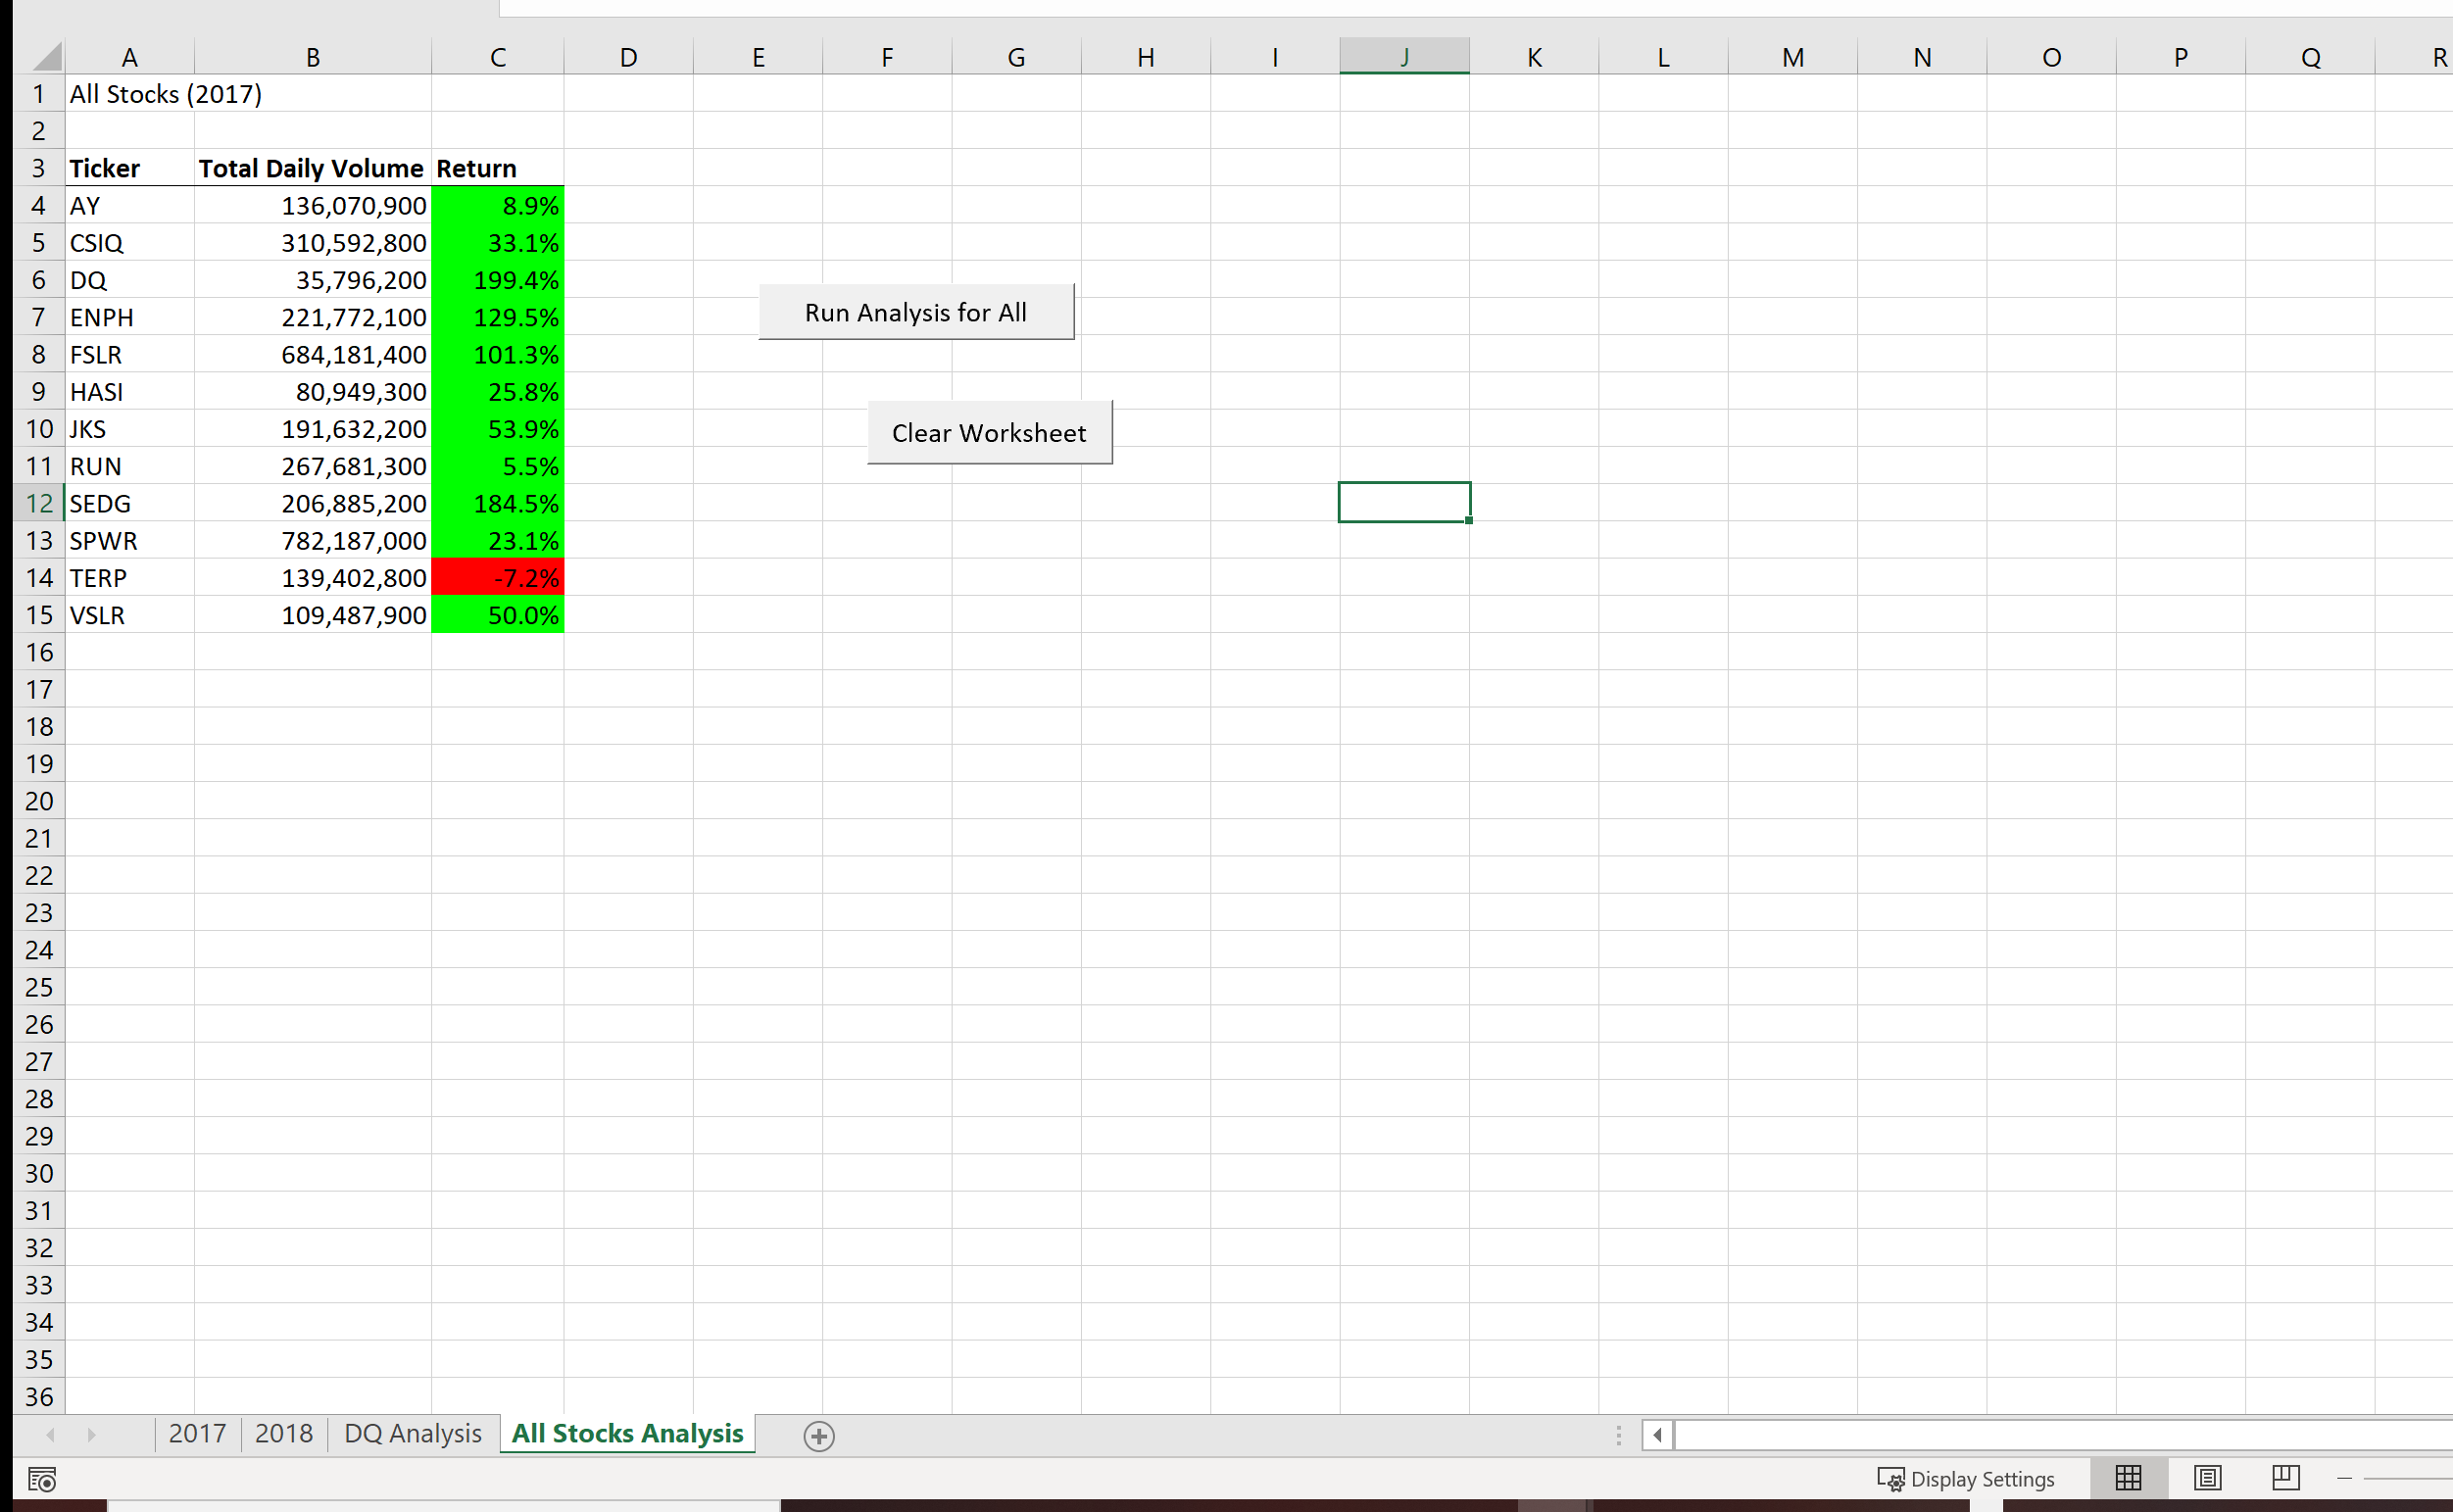 A B C D E F G H I J K L M N O P Q R
1 All Stocks (2017)
2
3 Ticker Total Daily Volume Return
4 AY 136,070,900 8.9%
5 CSIQ 310,592,800 33.1%
6 DQ 35,796,200 199.4%
7 ENPH 221,772,100 129.5%
Run Analysis for All
8 FSLR 684,181,400 101.3%
9 HASI 80,949,300 25.8%
10 JKS 191,632,200 53.9%
Clear Worksheet
11 RUN 267,681,300 5.5%
12 SEDG 206,885,200 184.5%
13 SPWR 782,187,000 23.1%
14 TERP 139,402,800 -7.2%
15 VSLR 109,487,900 50.0%
16
17
18
19
20
21
22
23
24
25
26
27
28
29
30
31
32
33
34
35
36
2017 2018 DQ Analysis All Stocks Analysis
Display Settings